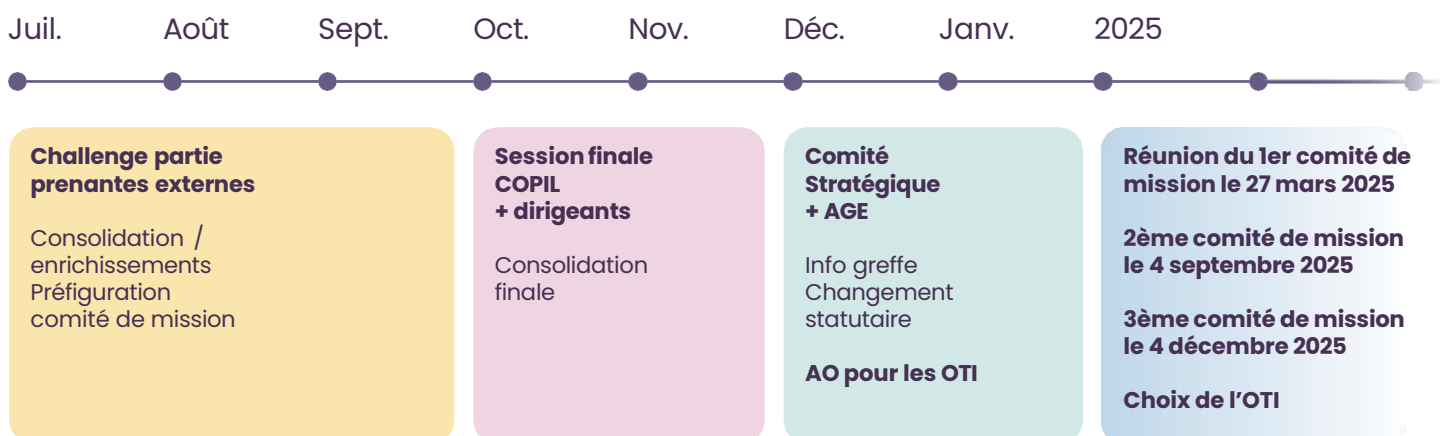 Juil. Août Sept. Oct. Nov. Déc. Janv. 2025
Challenge partie
prenantes externes
Consolidation /
enrichissements
Préfiguration
comité de mission
Session finale
COPIL
+ dirigeants
Consolidation
finale
Comité
Stratégique
+ AGE
Info greffe
Changement
statutaire
AO pour les OTI
Réunion du 1er comité de
mission le 27 mars 2025
2ème comité de mission
le 4 septembre 2025
3ème comité de mission
le 4 décembre 2025
Choix de l’OTI